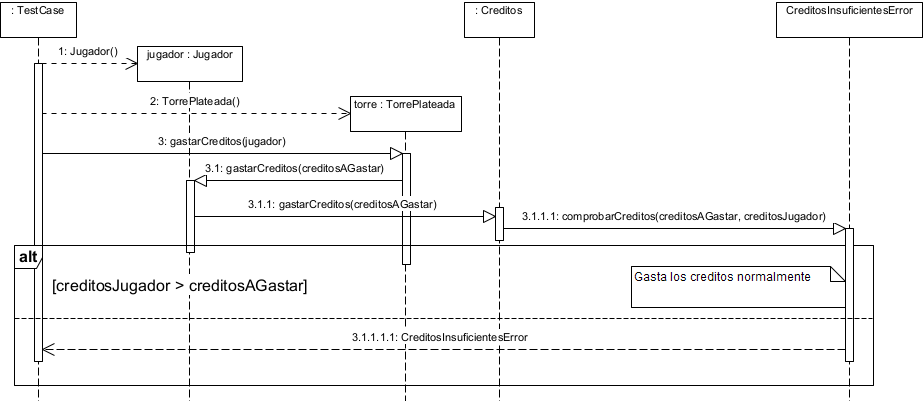 : TestCase
: Creditos
CreditosInsuficientesError
1: Jugador()
jugador : Jugador
2: TorrePlateada()
torre : TorrePlateada
3: gastarCreditos(jugador)
3.1: gastarCreditos(creditosAGastar)
3.1.1: gastarCreditos(creditosAGastar)
3.1.1.1: comprobarCreditos(creditosAGastar, creditosJugador)
alt
[creditosJugador > creditosAGastar]
Gasta los creditos normalmente
3.1.1.1.1: CreditosInsuficientesError